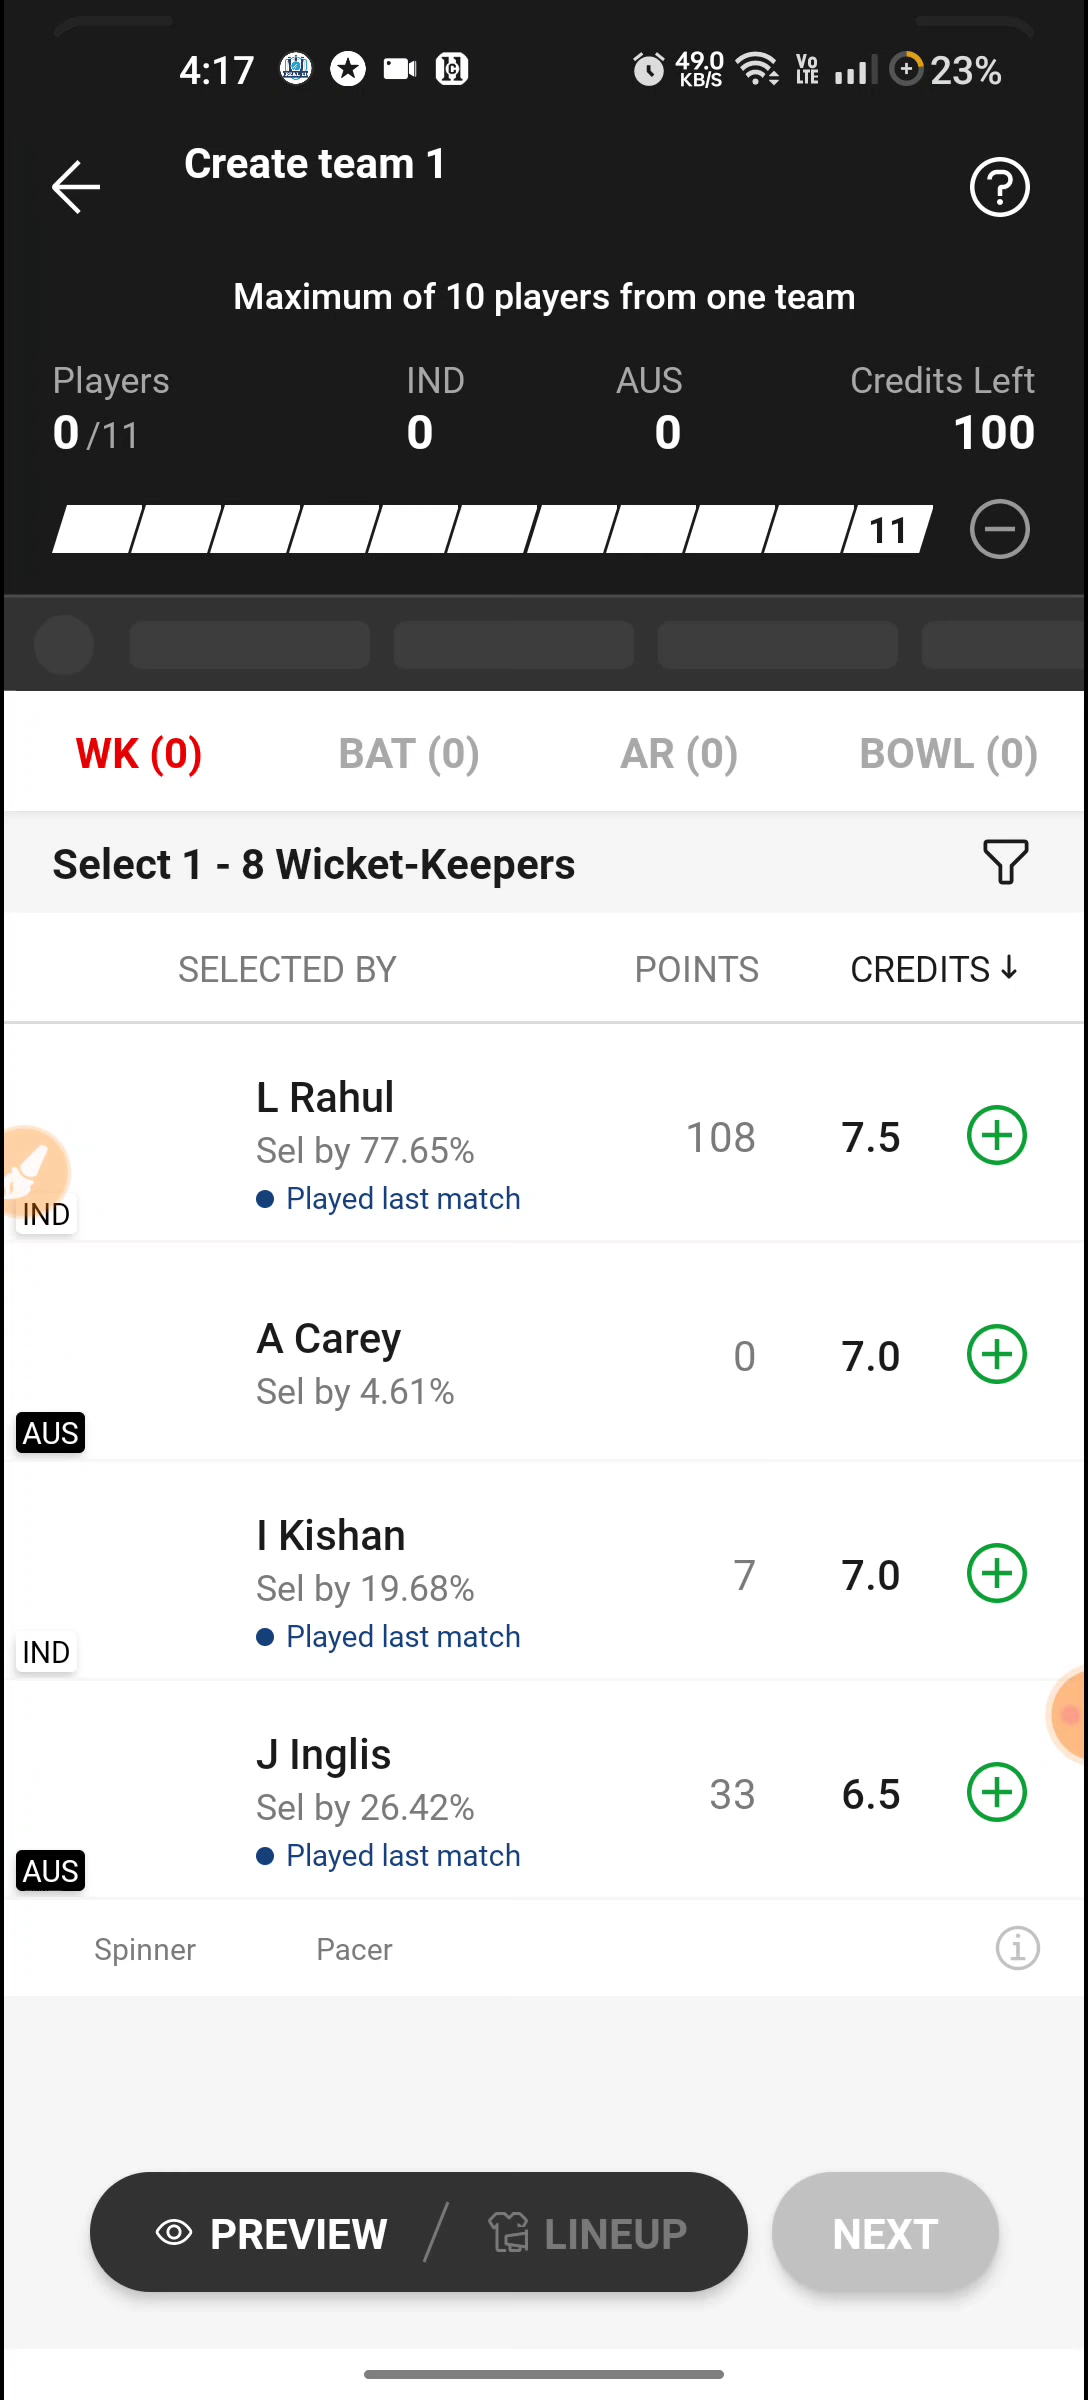 4:17
49.0
KB/S
Vo
LTE
23%
Create team 1
Maximum of 10 players from one team
Players IND AUS Credits Left
0/11 0 0 100
11
WK (0) BAT (0) AR (0) BOWL (0)
Select 1 - 8 Wicket-Keepers
SELECTED BY POINTS CREDITS
L Rahul
Sel by 77.65%
108 7.5
Played last match
IND
A Carey
Sel by 4.61%
0 7.0
AUS
I Kishan
Sel by 19.68%
7 7.0
Played last match
IND
J Inglis
Sel by 26.42%
33 6.5
Played last match
AUS
Spinner Pacer
PREVIEW LINEUP NEXT